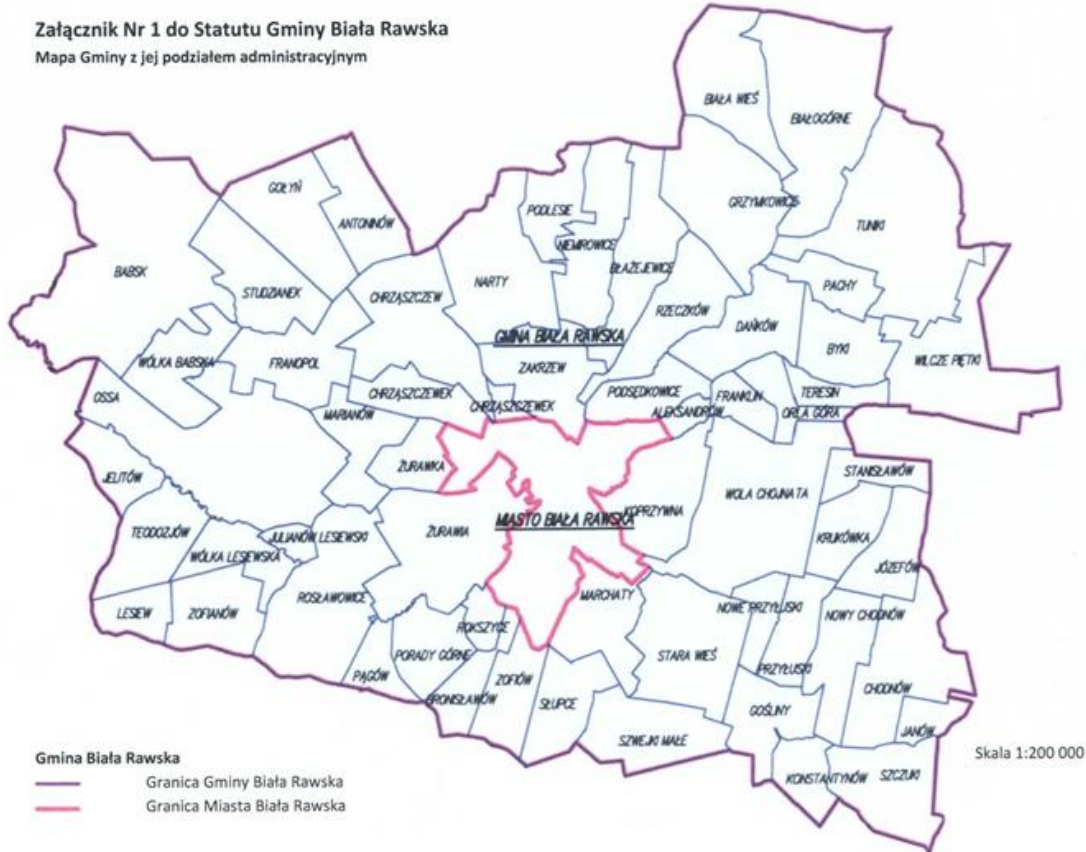 Załącznik Nr 1 do Statutu Gminy Biała Rawska
Mapa Gminy z jej podziałem administracyjnym
BIAŁA WIEŚ
BIAŁOGÓRNE
GOŁYŃ
ANTONINÓW
PODLESIE
GRZYMKOWICE
TUNIKI
NIEMIROWICE
BABSK
STUDZIANEK
CHRZĄSZCZEW
NARTY
BŁAŻEJEWICE
PACHY
RZECZKÓW
DAŃKÓW
GMINA BIAŁA RAWSKA
BYKI
WILCZE PIĘTKI
WÓLKA BABSKA
FRANOPOL
ZAKRZEW
OSSA
CHRZĄSZCZEWEK
CHRZĄSZCZEWEK
PODSĘDKOWICE
FRANKLIN
TERESIN
MARIANÓW
ALEKSANDRÓW
ORLA GÓRA
JELITÓW
ŻURAWKA
STANISŁAWÓW
WOLA CHOJNATA
TEODOZJÓW
JULIANÓW LESIEWSKI
ŻURAWIA
MIASTO BIAŁA RAWSKA
KOPRZYWNA
KRUKÓWKA
WÓLKA LESIEWSKA
JÓZEFÓW
LESIEW
ZOFIANÓW
ROSŁAWOWICE
MARCHATY
NOWE PRZYŁUSKI
NOWY CHODNÓW
ROKSZYCE
PĄGÓW
PORADY GÓRNE
STARA WIEŚ
PRZYŁUSKI
ZOFIÓW
CHODNÓW
BRONISŁAWÓW
SŁUPCE
GOŚLINY
JANÓW
SZWEJKI MAŁE
KONSTANTYNÓW
SZCZUKI
Skala 1:200 000
Gmina Biała Rawska
Granica Gminy Biała Rawska
Granica Miasta Biała Rawska